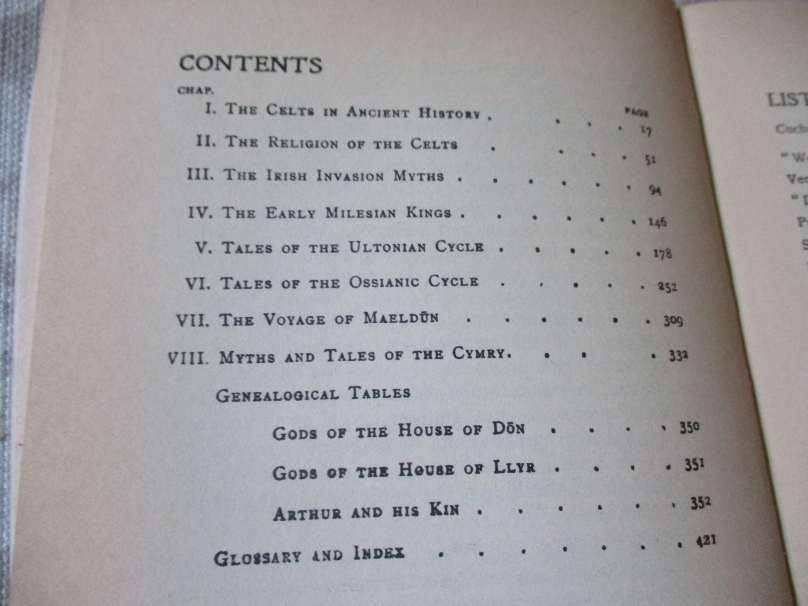 CONTENTS
CHAP.
PAGE
I. THE CELTS IN ANCIENT HISTORY . . . . 17
II. THE RELIGION OF THE CELTS . . . . 51
III. THE IRISH INVASION MYTHS . . . . . . 94
IV. THE EARLY MILESIAN KINGS . . . . . . 146
V. TALES OF THE ULTONIAN CYCLE . . . . . 178
VI. TALES OF THE OSSIANIC CYCLE . . . . . 252
VII. THE VOYAGE OF MAELDŪN . . . . . . 309
VIII. MYTHS AND TALES OF THE CYMRY. . . . 332
GENEALOGICAL TABLES
GODS OF THE HOUSE OF DŌN . . . . 350
GODS OF THE HOUSE OF LLYR . . . . 351
ARTHUR AND HIS KIN . . . . . . 352
GLOSSARY AND INDEX . . . . . . . 421
LIST